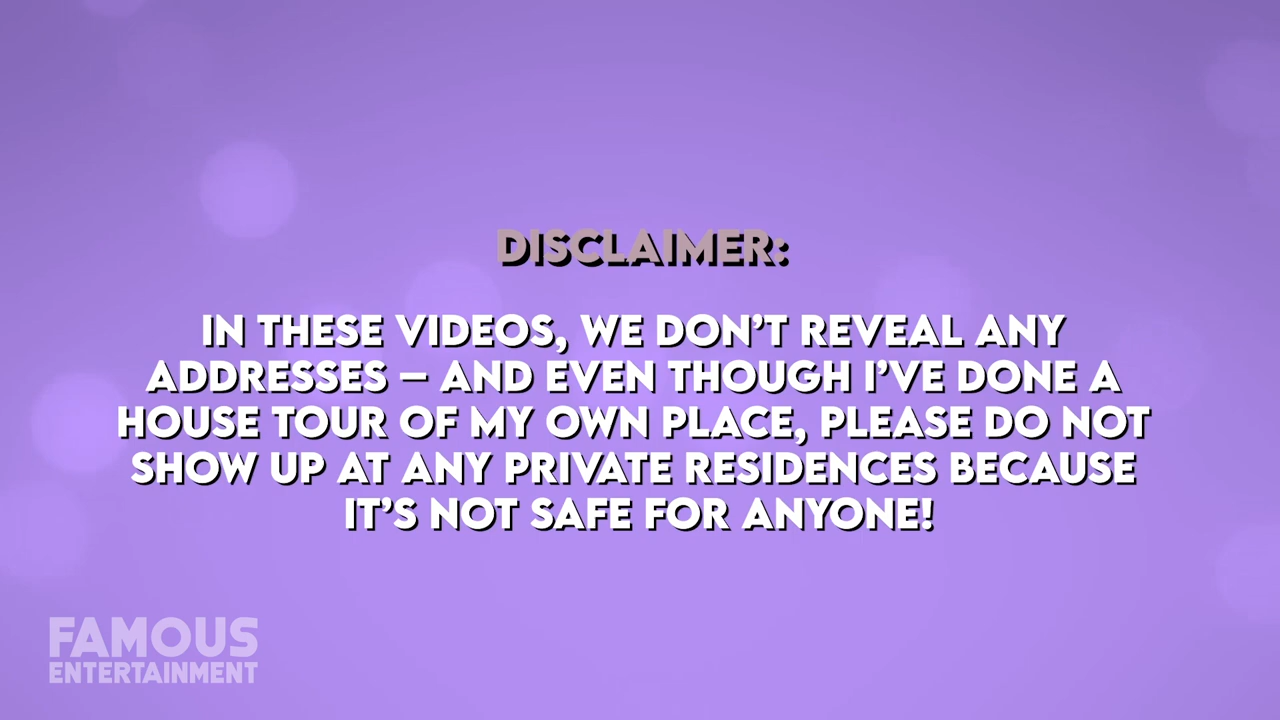 DISCLAIMER:
IN THESE VIDEOS, WE DON'T REVEAL ANY
ADDRESSES – AND EVEN THOUGH I'VE DONE A
HOUSE TOUR OF MY OWN PLACE, PLEASE DO NOT
SHOW UP AT ANY PRIVATE RESIDENCES BECAUSE
IT'S NOT SAFE FOR ANYONE!
FAMOUS
ENTERTAINMENT